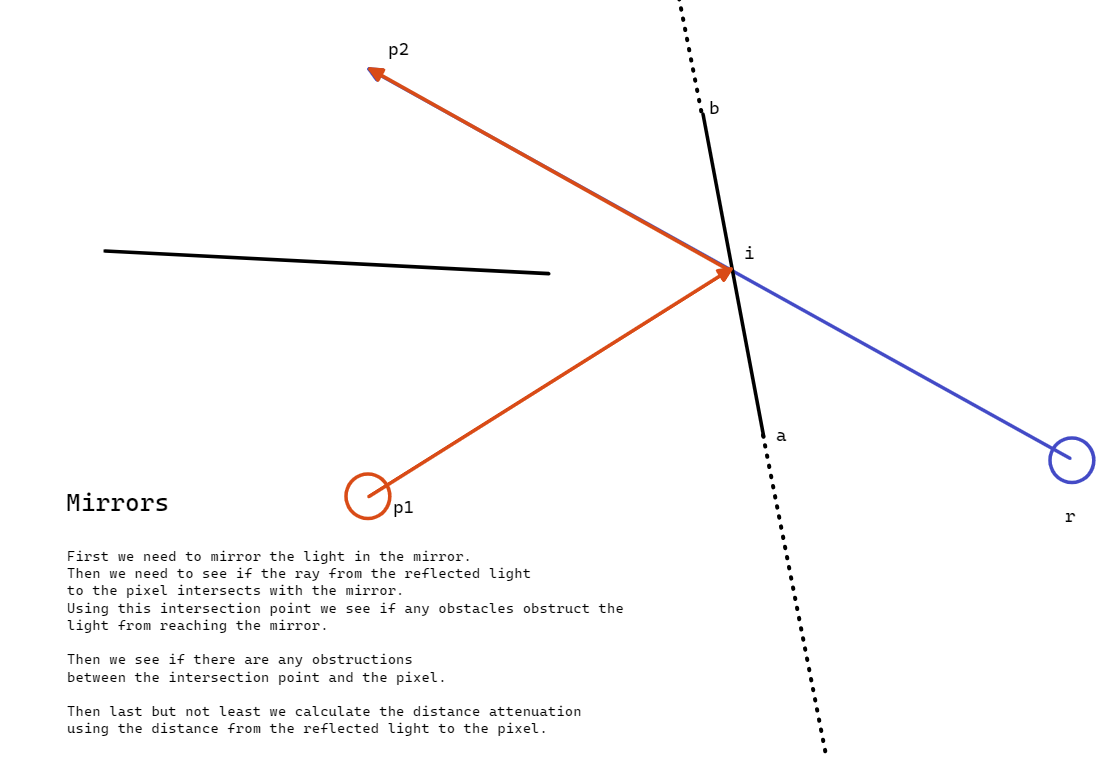 p2
b
i
a
Mirrors
p1
r
First we need to mirror the light in the mirror.
Then we need to see if the ray from the reflected light
to the pixel intersects with the mirror.
Using this intersection point we see if any obstacles obstruct the
light from reaching the mirror.
Then we see if there are any obstructions
between the intersection point and the pixel.
Then last but not least we calculate the distance attenuation
using the distance from the reflected light to the pixel.